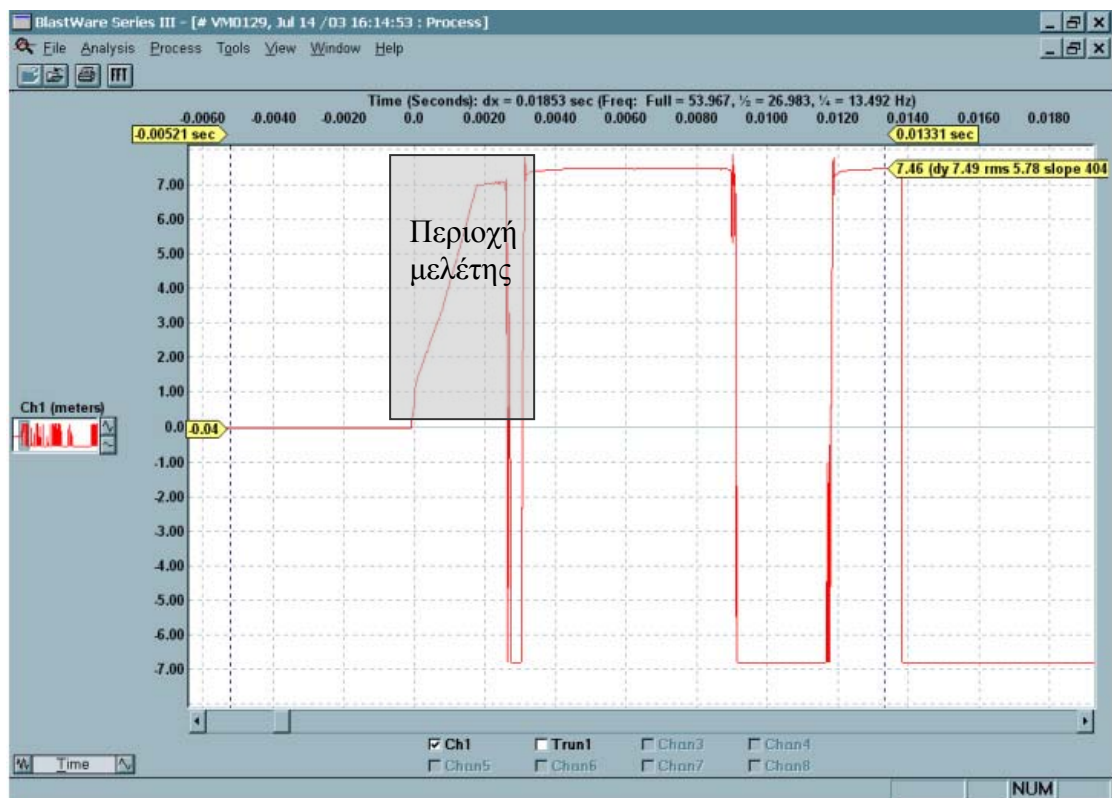 BlastWare Series III - [# VM0129, Jul 14 /03 16:14:53 : Process]
File Analysis Process Tools View Window Help
Time (Seconds): dx = 0.01853 sec (Freq: Full = 53.967, ½ = 26.983, ¼ = 13.492 Hz)
-0.0060 -0.0040 -0.0020 0.0 0.0020 0.0040 0.0060 0.0080 0.0100 0.0120 0.0140 0.0160 0.0180
-0.00521 sec 0.01331 sec
7.46 (dy 7.49 rms 5.78 slope 404
7.00
6.00
Περιοχή
5.00
μελέτης
4.00
3.00
2.00
1.00
Ch1 (meters)
0.0 -0.04
-1.00
-2.00
-3.00
-4.00
-5.00
-6.00
-7.00
Ch1 Trun1 Chan3 Chan4
Time Chan5 Chan6 Chan7 Chan8
NUM